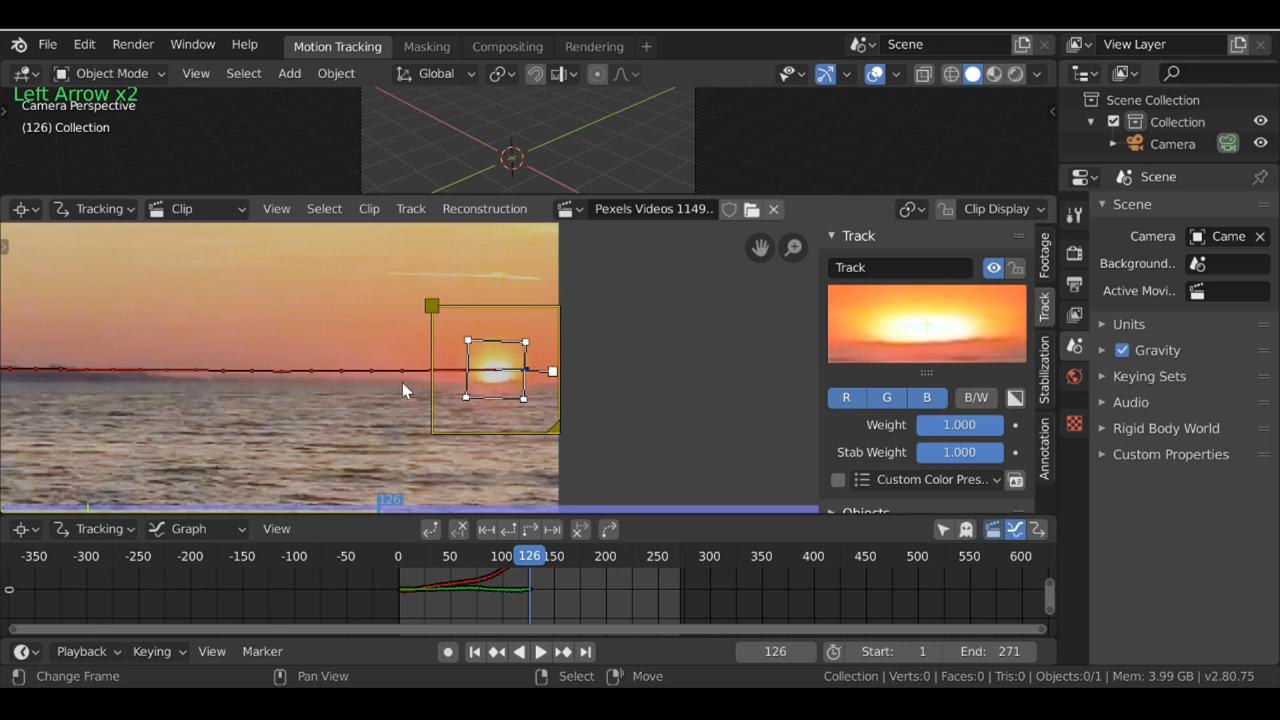 File Edit Render Window Help Motion Tracking Masking Compositing Rendering + Scene View Layer
Object Mode View Select Add Object Global
Left Arrow x2
Camera Perspective
(126) Collection
Scene Collection
Collection
Camera
Scene
Tracking Clip View Select Clip Track Reconstruction Pexels Videos 1149.. Clip Display
Track
Track
Footage
Track
Stabilization
Annotation
R G B B/W
Weight 1.000
Stab Weight 1.000
Custom Color Pres..
Objects
126
Scene
Camera Came
Background..
Active Movi..
Units
Gravity
Keying Sets
Audio
Rigid Body World
Custom Properties
Tracking Graph View
-350 -300 -250 -200 -150 -100 -50 0 50 100 126 150 200 250 300 350 400 450 500 550 600
0
Playback Keying View Marker 126 Start: 1 End: 271
Change Frame Pan View Select Move Collection | Verts:0 | Faces:0 | Tris:0 | Objects:0/1 | Mem: 3.99 GB | v2.80.75